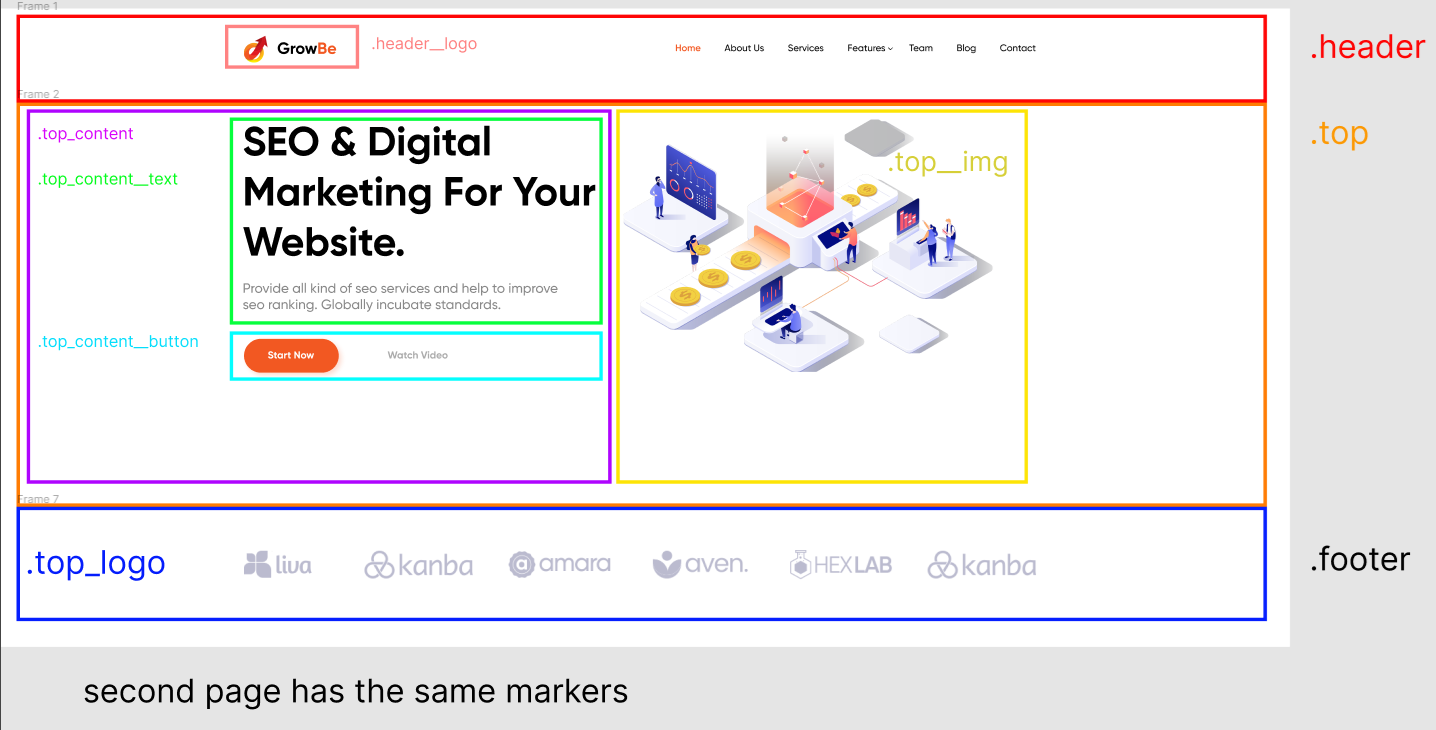 Frame 1
GrowBe
.header__logo
Home About Us Services Features Team Blog Contact
.header
Frame 2
.top_content
SEO & Digital
.top
.top__img
.top_content__text
Marketing For Your
Website.
Provide all kind of seo services and help to improve
seo ranking. Globally incubate standards.
.top_content__button
Start Now Watch Video
Frame 7
.top_logo
liva kanba amara aven. HEXLAB kanba
.footer
second page has the same markers